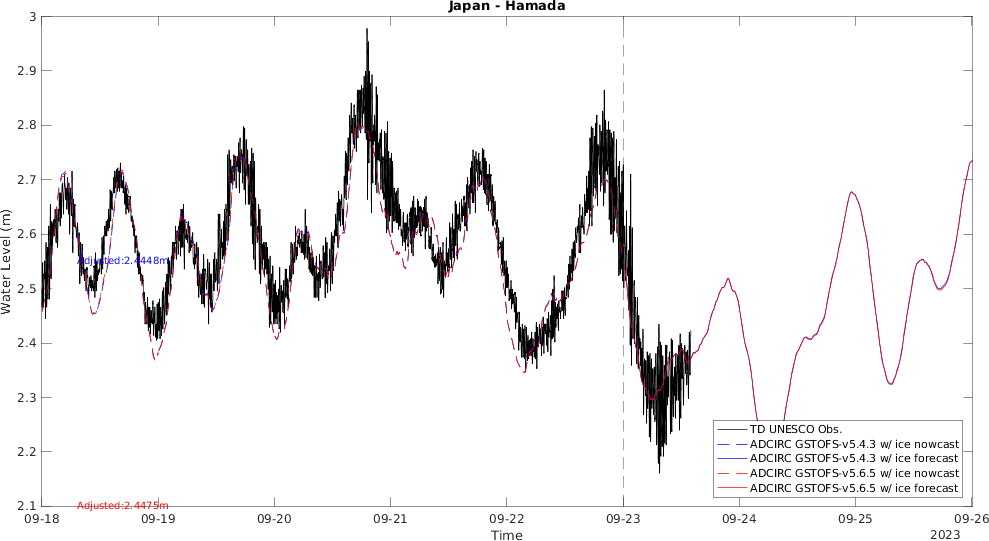 Japan - Hamada
3
2.9
2.8
2.7
2.6
2.5
2.4
2.3
2.2
2.1
Water Level (m)
Adjusted:2.4448m
Adjusted:2.4475m
TD UNESCO Obs.
ADCIRC GSTOFS-v5.4.3 w/ ice nowcast
ADCIRC GSTOFS-v5.4.3 w/ ice forecast
ADCIRC GSTOFS-v5.6.5 w/ ice nowcast
ADCIRC GSTOFS-v5.6.5 w/ ice forecast
09-18 09-19 09-20 09-21 09-22 09-23 09-24 09-25 09-26
Time
2023